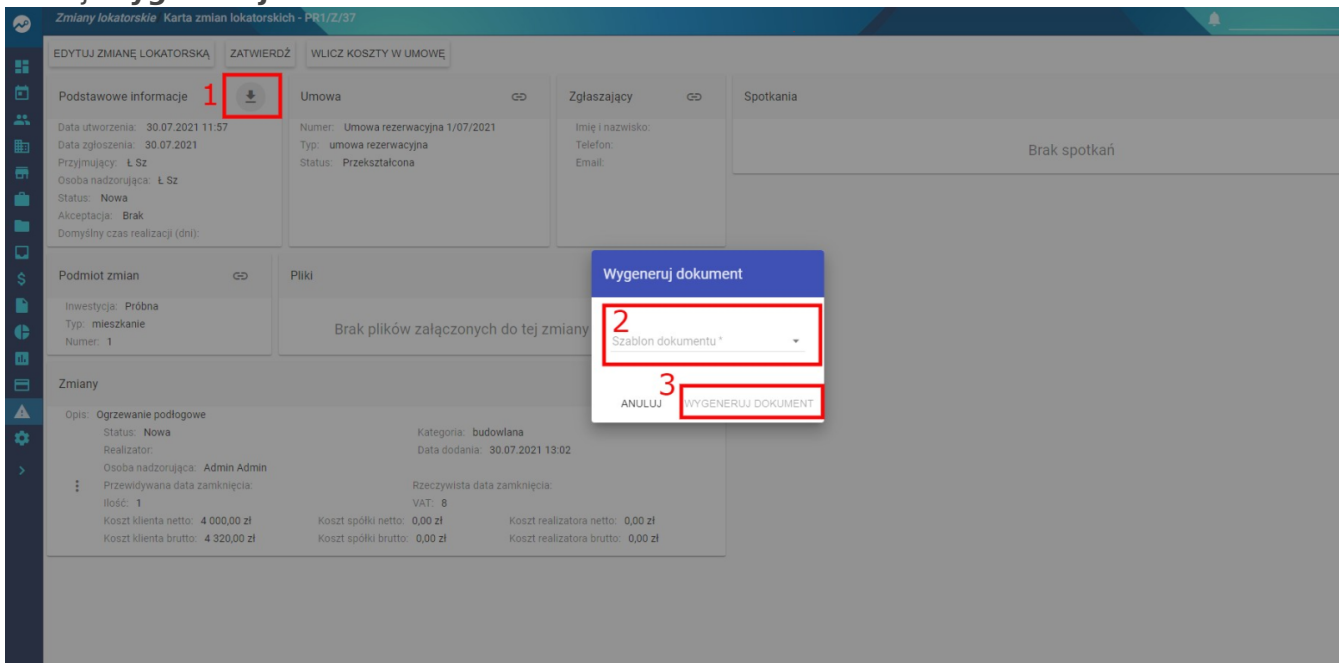 Zmiany lokatorskie Karta zmian lokatorskich - PR1/Z/37
EDYTUJ ZMIANĘ LOKATORSKĄ ZATWIERDŹ WLICZ KOSZTY W UMOWĘ
Podstawowe informacje 1
Data utworzenia: 30.07.2021 11:57
Data zgłoszenia: 30.07.2021
Przyjmujący: Ł Sz
Osoba nadzorująca: Ł Sz
Status: Nowa
Akceptacja: Brak
Domyślny czas realizacji (dni):
Umowa
Numer: Umowa rezerwacyjna 1/07/2021
Typ: umowa rezerwacyjna
Status: Przekształcona
Zgłaszający
Imię i nazwisko:
Telefon:
Email:
Spotkania
Brak spotkań
Podmiot zmian
Inwestycja: Próbna
Typ: mieszkanie
Numer: 1
Pliki
Brak plików załączonych do tej zmiany
Wygeneruj dokument
2
Szablon dokumentu *
3
ANULUJ WYGENERUJ DOKUMENT
Zmiany
Opis: Ogrzewanie podłogowe
Status: Nowa Kategoria: budowlana
Realizator: Data dodania: 30.07.2021 13:02
Osoba nadzorująca: Admin Admin
Przewidywana data zamknięcia: Rzeczywista data zamknięcia:
Ilość: 1 VAT: 8
Koszt klienta netto: 4 000,00 zł Koszt spółki netto: 0,00 zł Koszt realizatora netto: 0,00 zł
Koszt klienta brutto: 4 320,00 zł Koszt spółki brutto: 0,00 zł Koszt realizatora brutto: 0,00 zł